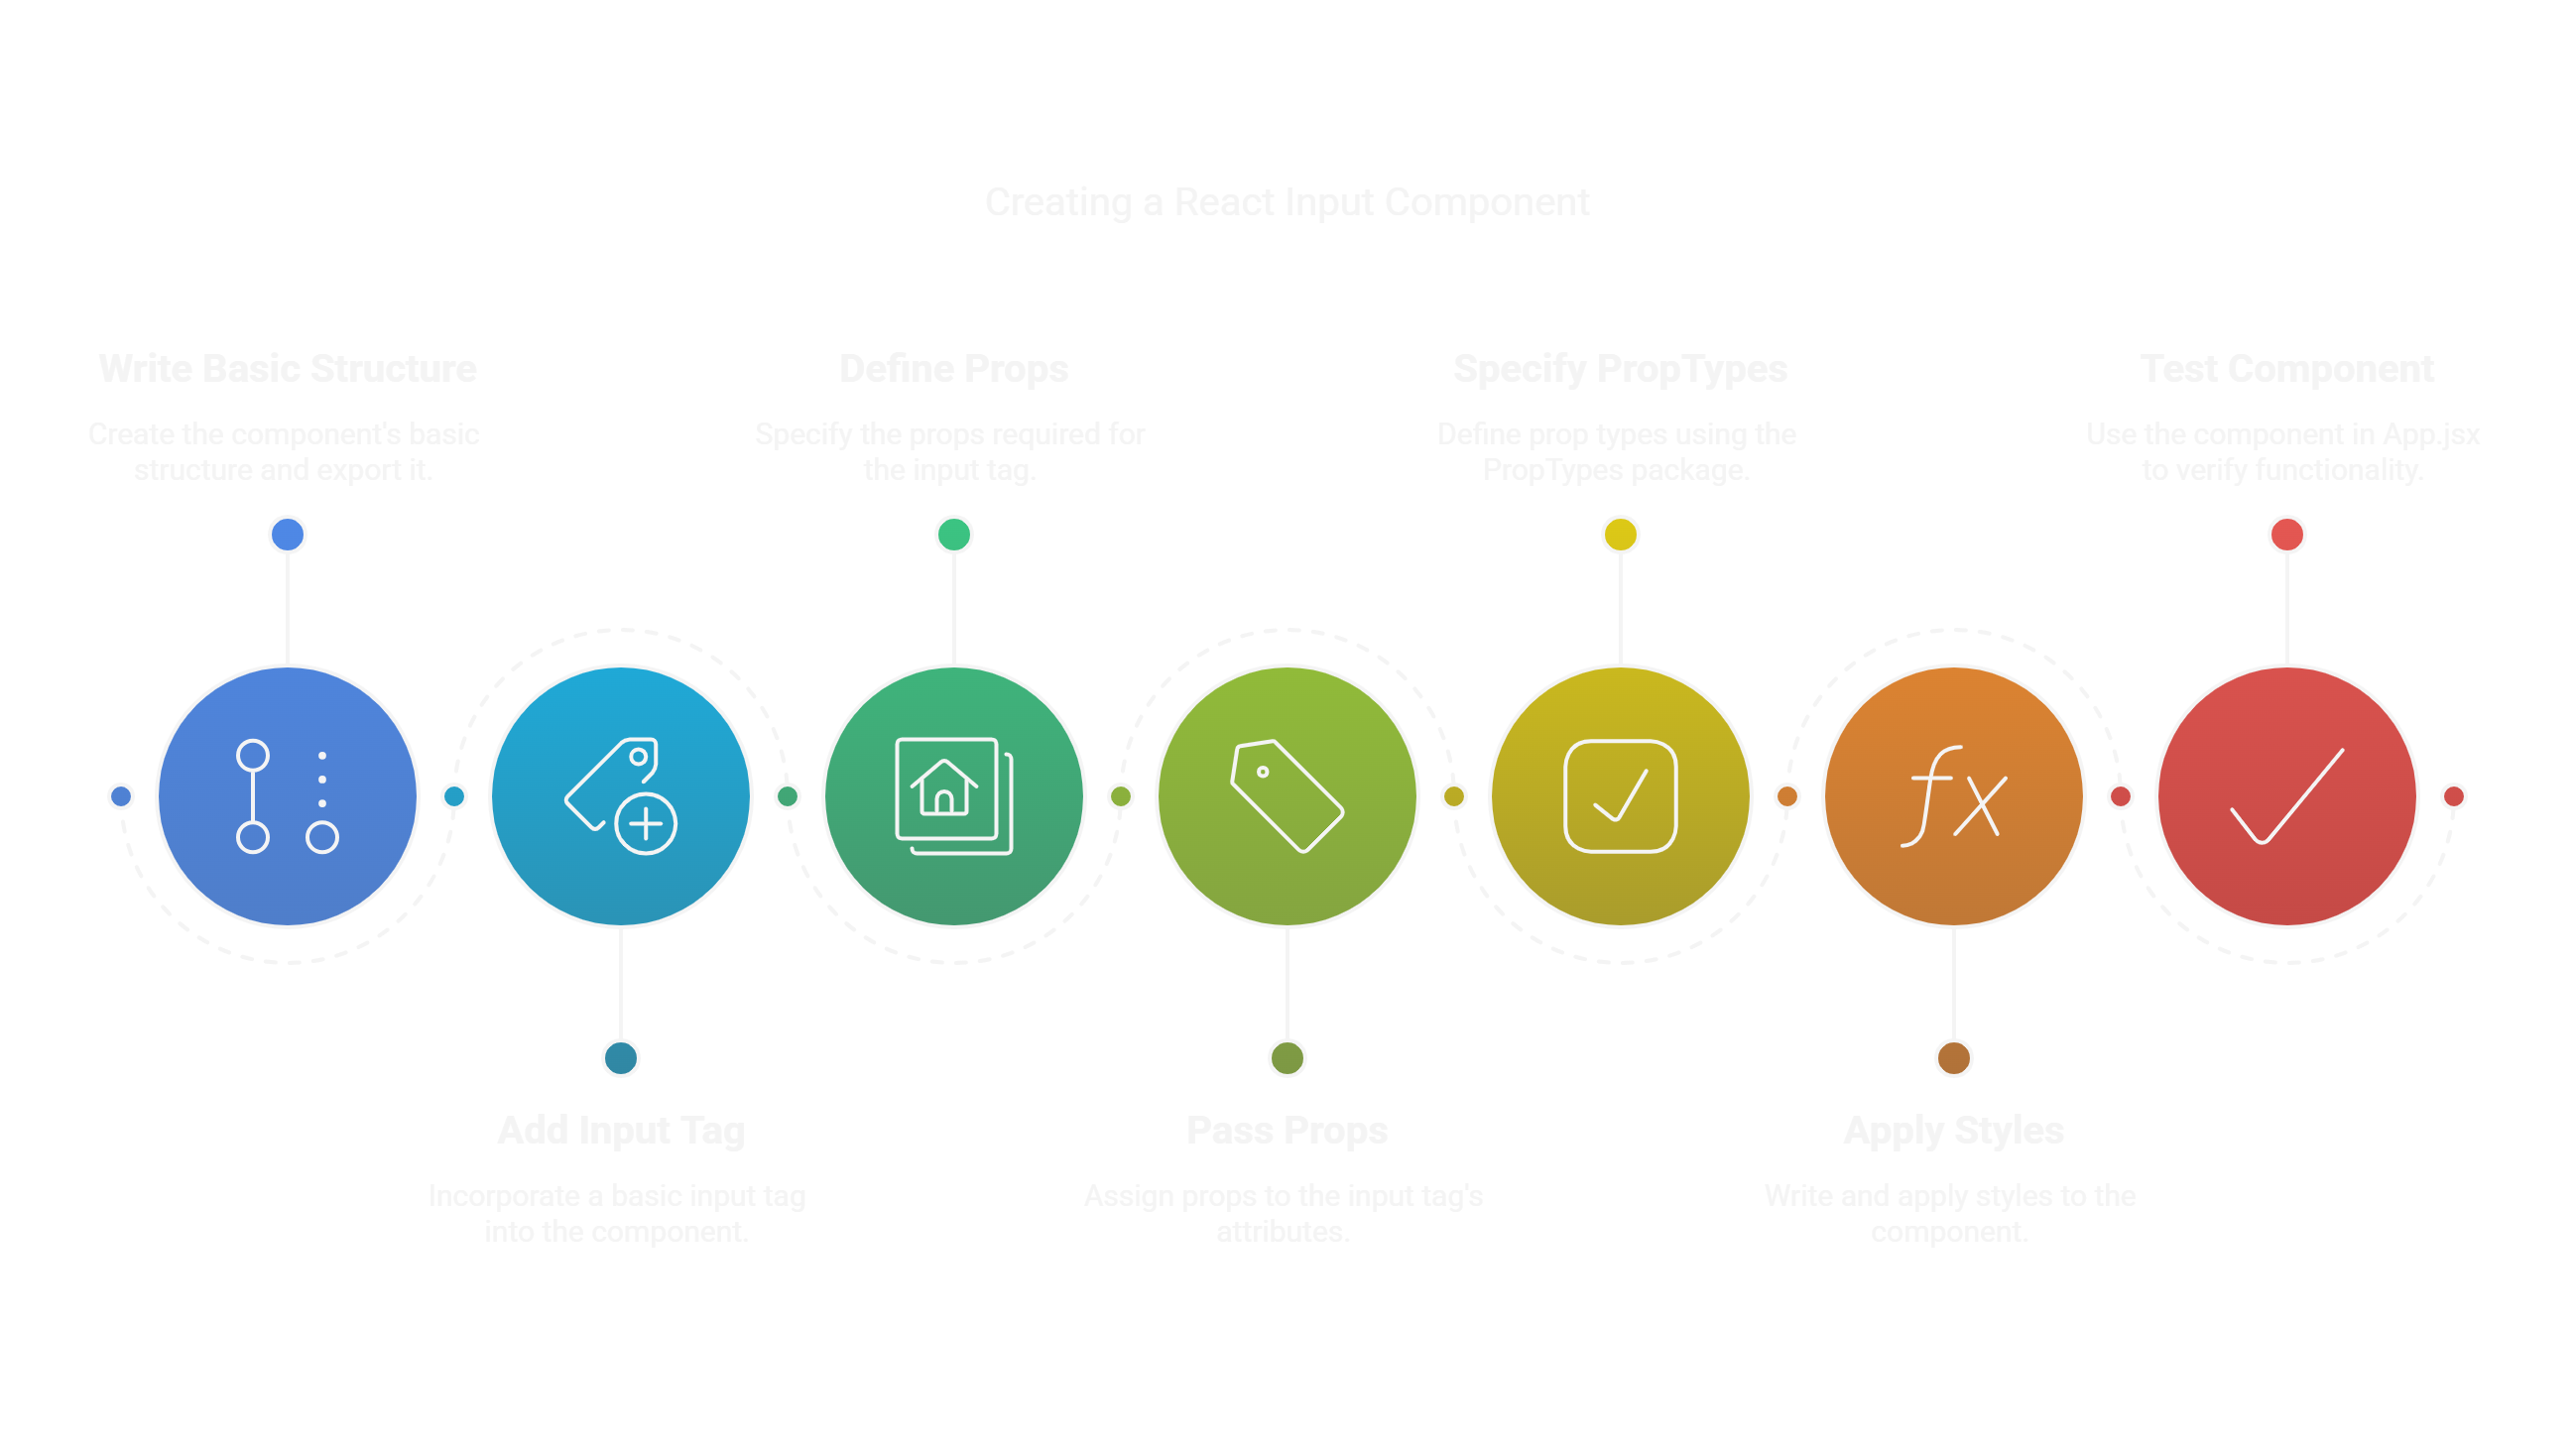 Creating a React Input Component
Write Basic Structure
Create the component's basic
structure and export it.
Define Props
Specify the props required for
the input tag.
Specify PropTypes
Define prop types using the
PropTypes package.
Test Component
Use the component in App.jsx
to verify functionality.
fx
Add Input Tag
Incorporate a basic input tag
into the component.
Pass Props
Assign props to the input tag's
attributes.
Apply Styles
Write and apply styles to the
component.